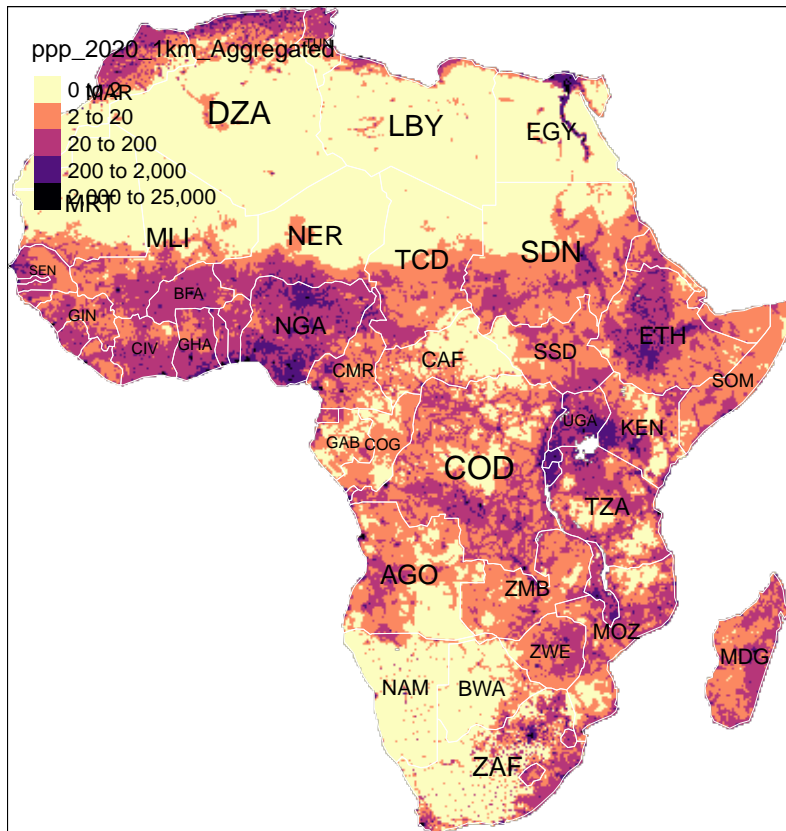 TUN
ppp_2020_1km_Aggregated
0 to 2
MAR
2 to 20
20 to 200
200 to 2,000
2,000 to 25,000
MRT
DZA
LBY
EGY
MLI
NER
TCD
SDN
SEN
BFA
GIN
NGA
CIV
GHA
ETH
CMR
CAF
SSD
SOM
UGA
KEN
GAB
COG
COD
TZA
AGO
ZMB
MOZ
ZWE
MDG
NAM
BWA
ZAF